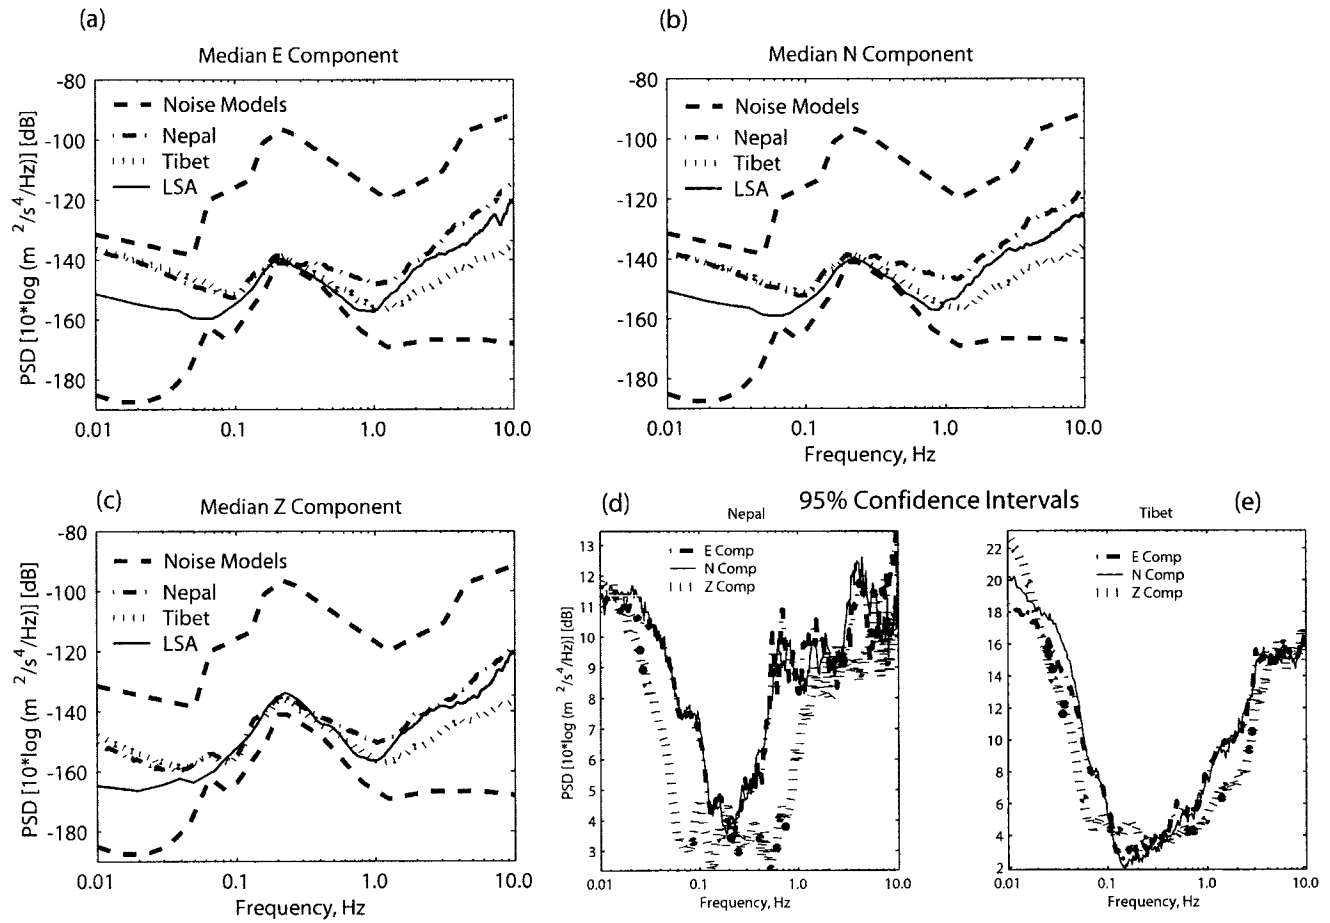 (a)
Median E Component
-80
-100
-120
-140
-160
-180
PSD [10*log (m 2/s4/Hz)] [dB]
Noise Models
Nepal
Tibet
LSA
0.01 0.1 1.0 10.0
(b)
Median N Component
-80
-100
-120
-140
-160
-180
Noise Models
Nepal
Tibet
LSA
0.01 0.1 1.0 10.0
Frequency, Hz
(c)
Median Z Component
-80
-100
-120
-140
-160
-180
PSD [10*log (m 2/s4/Hz)] [dB]
Noise Models
Nepal
Tibet
LSA
0.01 0.1 1.0 10.0
Frequency, Hz
95% Confidence Intervals
(d)
Nepal
13
12
11
10
9
8
7
6
5
4
3
PSD [10*log (m 2/s4/Hz)] [dB]
E Comp
N Comp
Z Comp
0.01 0.1 1.0 10.0
Frequency, Hz
(e)
Tibet
22
20
18
16
14
12
10
8
6
4
2
E Comp
N Comp
Z Comp
0.01 0.1 1.0 10.0
Frequency, Hz